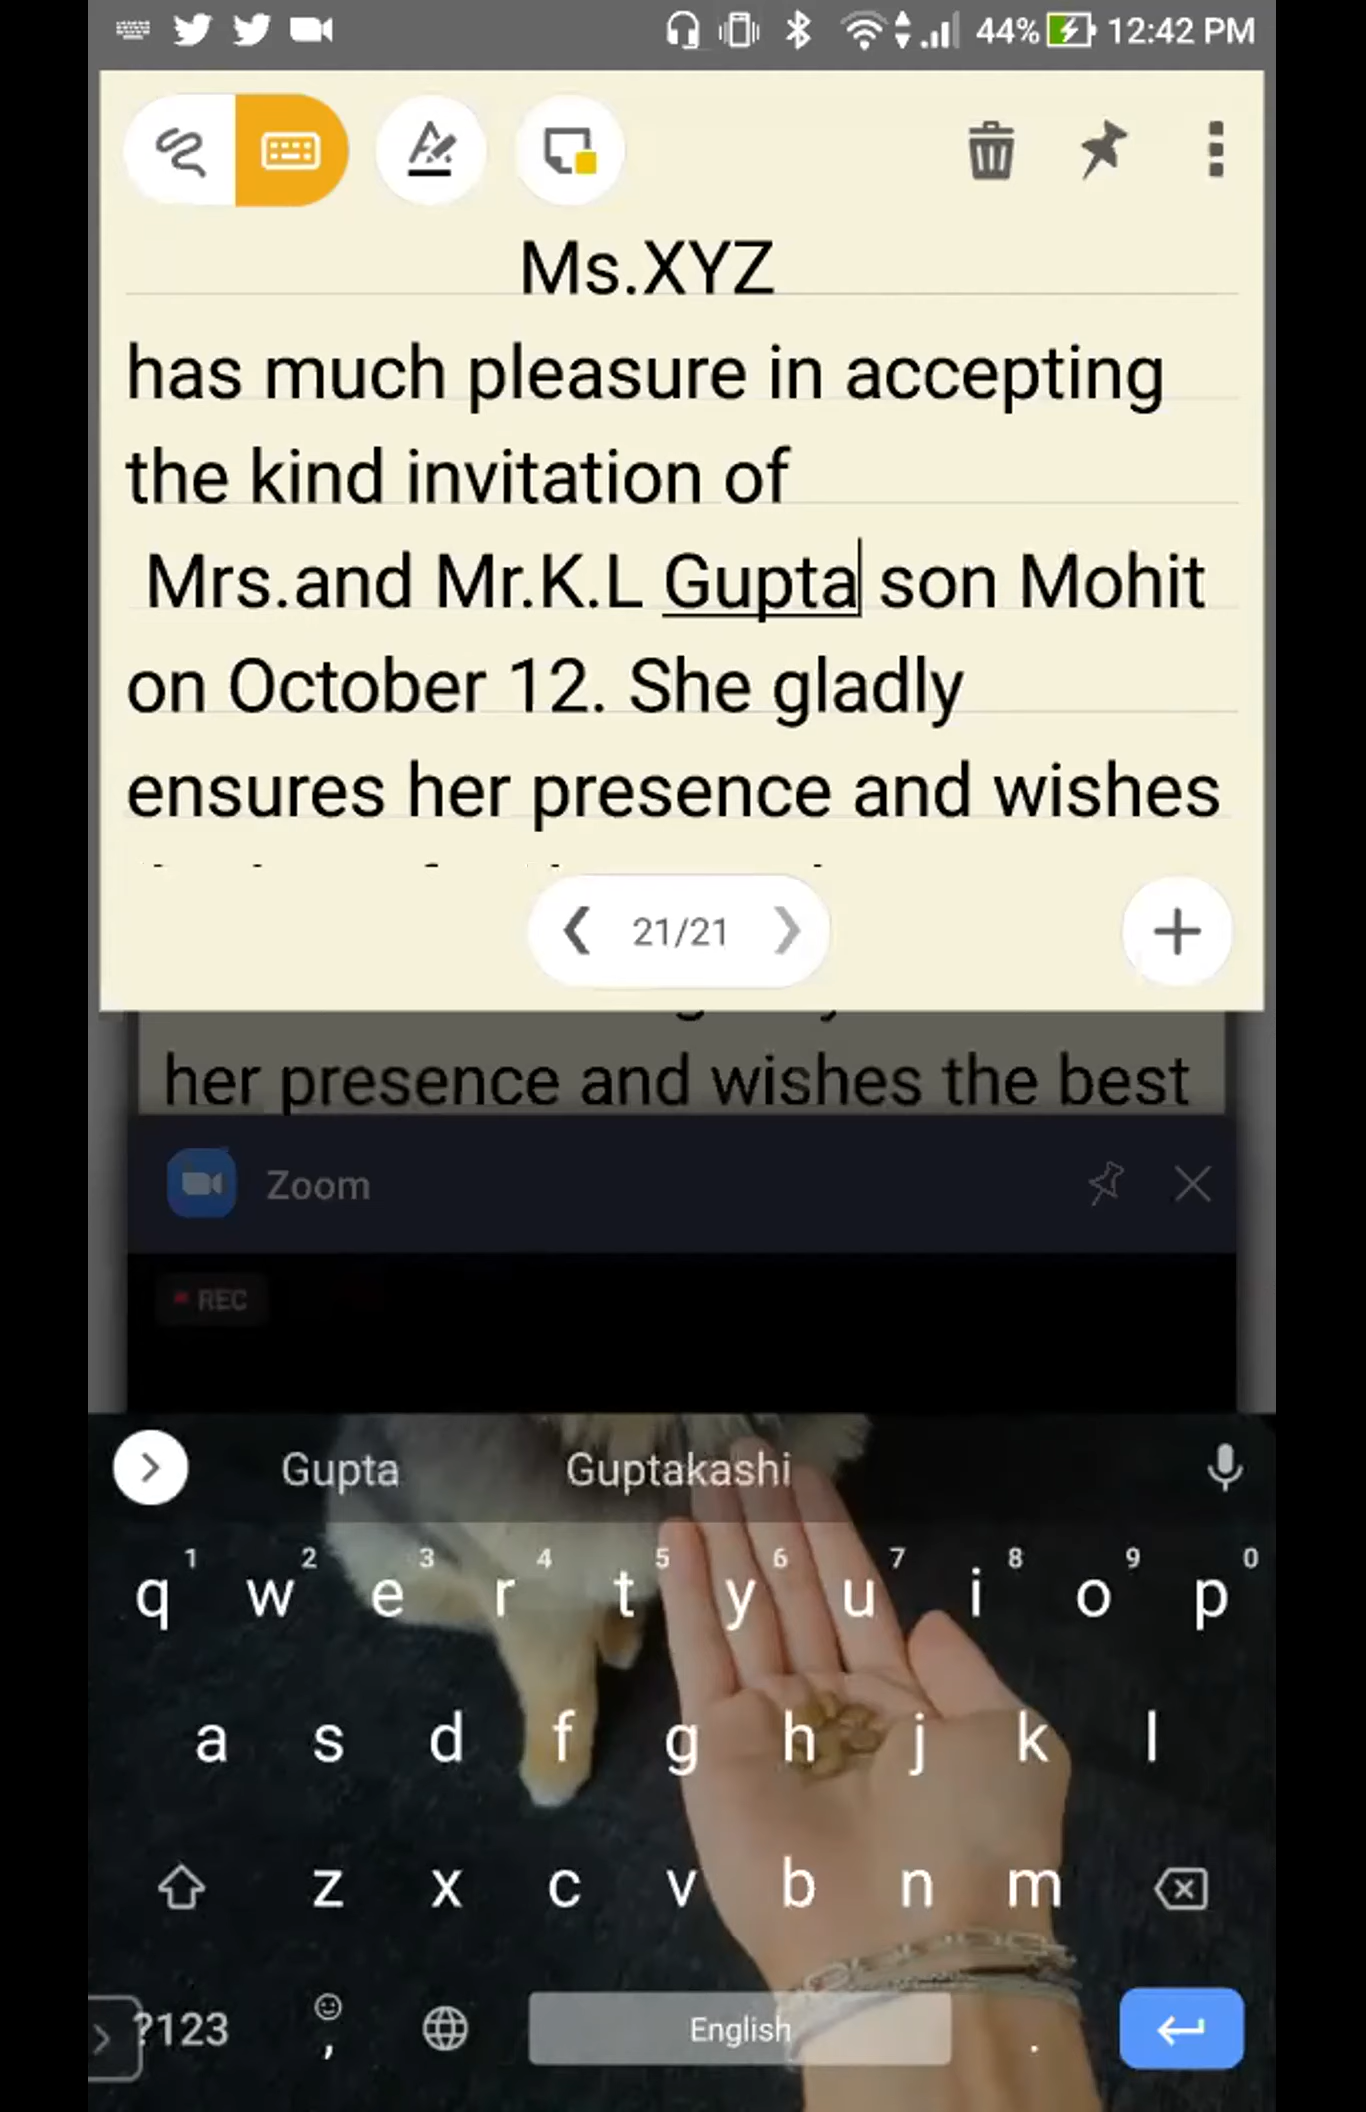 44% 12:42 PM
Ms.XYZ
has much pleasure in accepting
the kind invitation of
Mrs.and Mr.K.L Gupta son Mohit
on October 12. She gladly
ensures her presence and wishes
21/21
her presence and wishes the best
Zoom
REC
Gupta Guptakashi
1 2 3 4 5 6 7 8 9 0
q w e r t y u i o p
a s d f g h j k l
z x c v b n m
?123 , English .